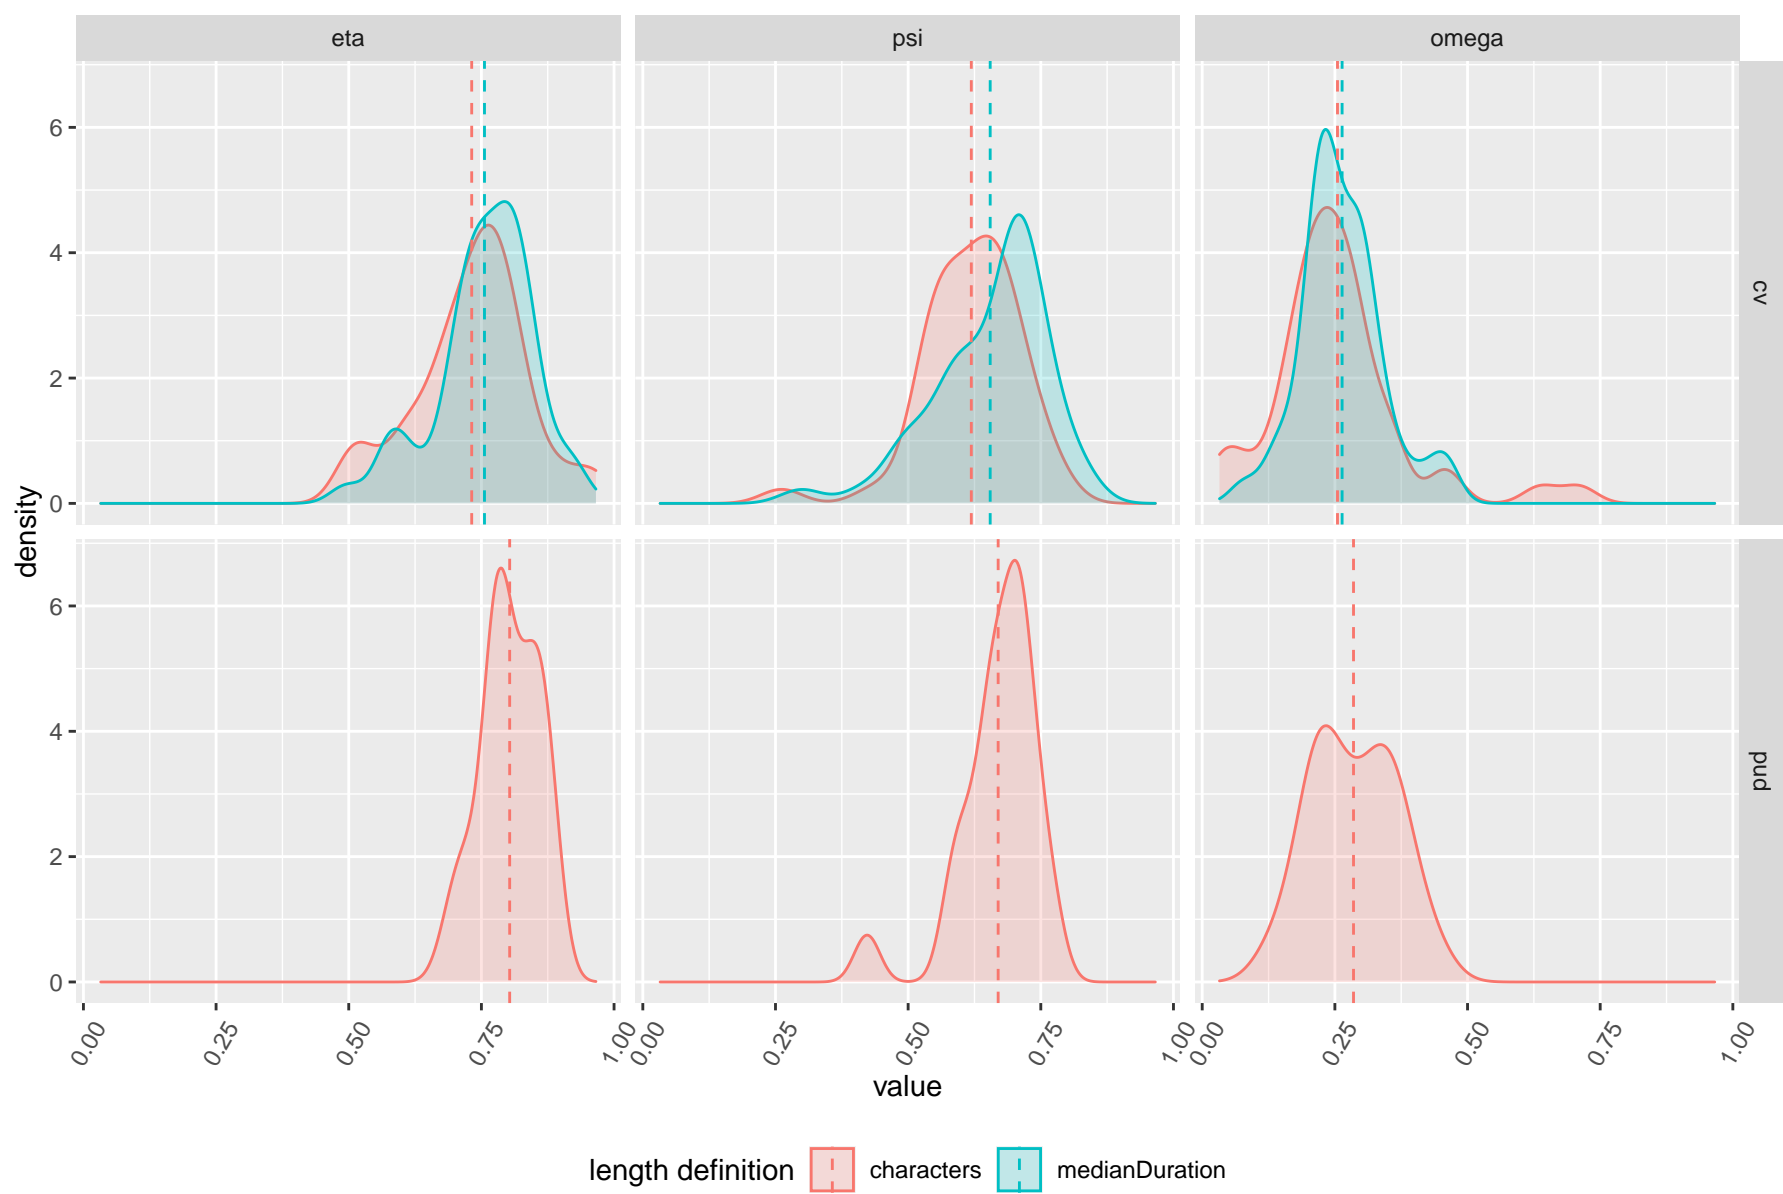 eta psi omega
6
4
2
0
cv
density
6
4
2
0
pud
0.00 0.25 0.50 0.75 1.00 0.00 0.25 0.50 0.75 1.00 0.00 0.25 0.50 0.75 1.00
value
length definition characters medianDuration